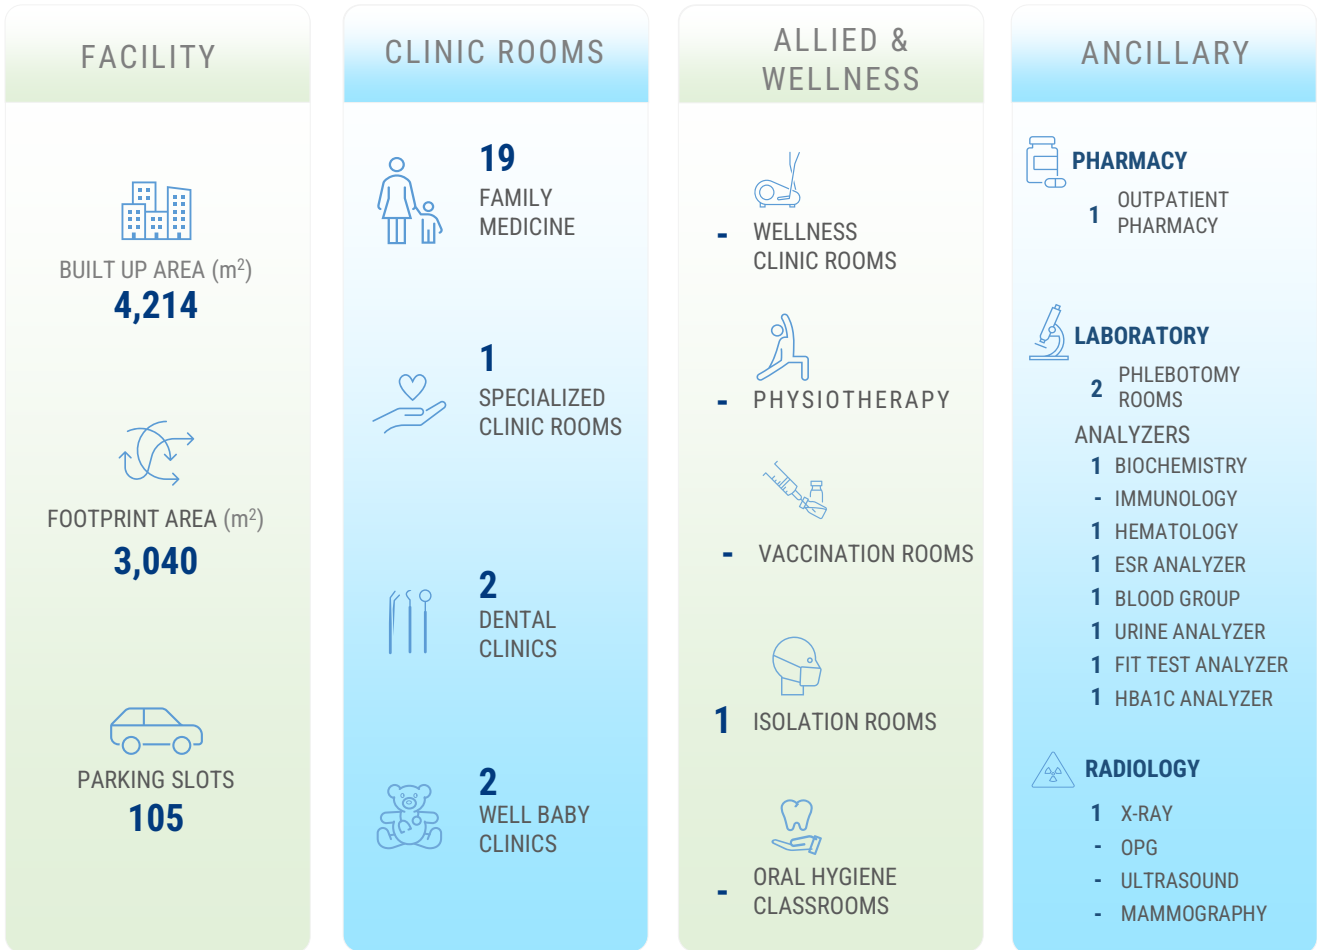 FACILITY
BUILT UP AREA (m²)
4,214
FOOTPRINT AREA (m²)
3,040
PARKING SLOTS
105
CLINIC ROOMS
19
FAMILY
MEDICINE
1
SPECIALIZED
CLINIC ROOMS
2
DENTAL
CLINICS
2
WELL BABY
CLINICS
ALLIED &
WELLNESS
- WELLNESS
CLINIC ROOMS
- PHYSIOTHERAPY
- VACCINATION ROOMS
1 ISOLATION ROOMS
- ORAL HYGIENE
CLASSROOMS
ANCILLARY
PHARMACY
1 OUTPATIENT
PHARMACY
LABORATORY
2 PHLEBOTOMY
ROOMS
ANALYZERS
1 BIOCHEMISTRY
- IMMUNOLOGY
1 HEMATOLOGY
1 ESR ANALYZER
1 BLOOD GROUP
1 URINE ANALYZER
1 FIT TEST ANALYZER
1 HBA1C ANALYZER
RADIOLOGY
1 X-RAY
- OPG
- ULTRASOUND
- MAMMOGRAPHY